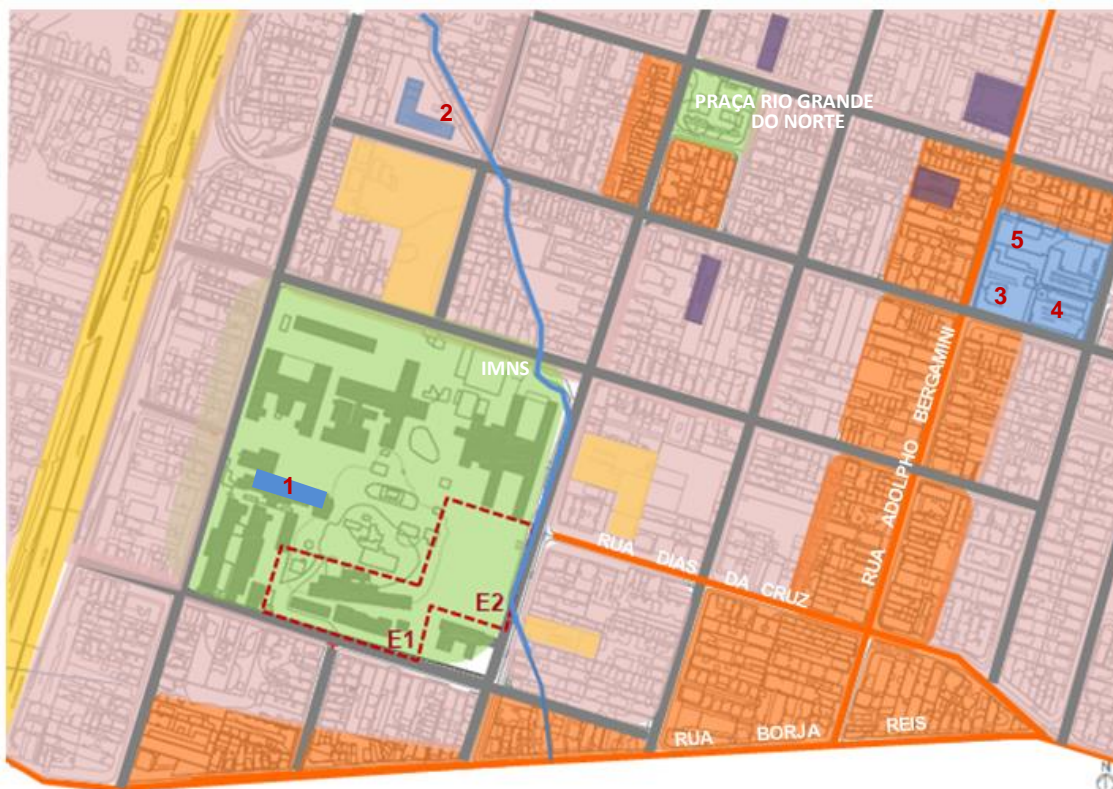 2
PRAÇA RIO GRANDE
DO NORTE
5
3
4
IMNS
1
RUA ADOLPHO BERGAMINI
RUA DIAS DA CRUZ
E2
E1
RUA BORJA REIS
N